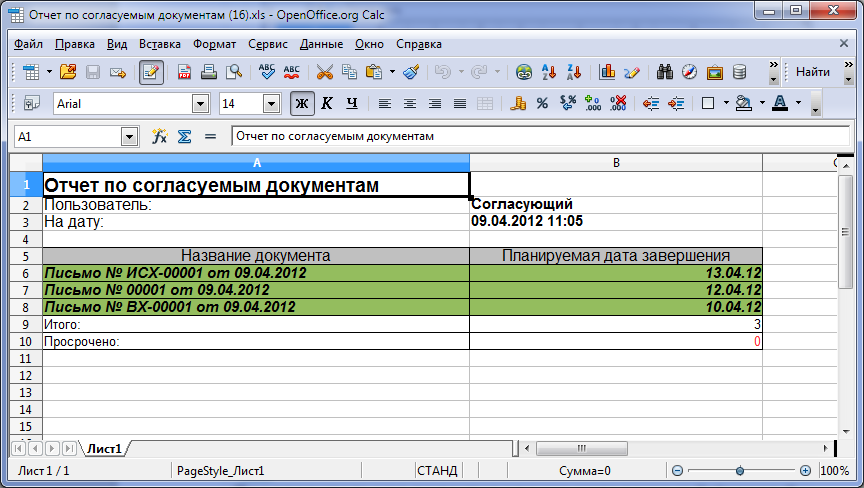 Отчет по согласуемым документам (16).xls - OpenOffice.org Calc
Файл Правка Вид Вставка Формат Сервис Данные Окно Справка
ABC ABC Найти
Arial 14 Ж К Ч % .000 .000 A
A1 Отчет по согласуемым документам
A B C
1 Отчет по согласуемым документам
2 Пользователь: Согласующий
3 На дату: 09.04.2012 11:05
4
5 Название документа Планируемая дата завершения
6 Письмо № ИСХ-00001 от 09.04.2012 13.04.12
7 Письмо № 00001 от 09.04.2012 12.04.12
8 Письмо № ВХ-00001 от 09.04.2012 10.04.12
9 Итого: 3
10 Просрочено: 0
11
12
13
14
15
Лист1
Лист 1 / 1 PageStyle_Лист1 СТАНД Сумма=0 100%